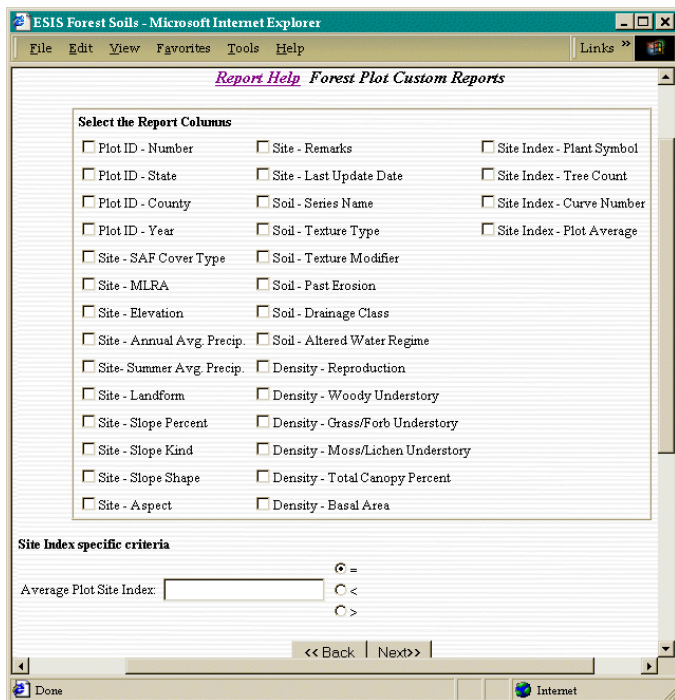 ESIS Forest Soils - Microsoft Internet Explorer
File Edit View Favorites Tools Help Links »
Report Help Forest Plot Custom Reports
Select the Report Columns
Plot ID - Number Site - Remarks Site Index - Plant Symbol
Plot ID - State Site - Last Update Date Site Index - Tree Count
Plot ID - County Soil - Series Name Site Index - Curve Number
Plot ID - Year Soil - Texture Type Site Index - Plot Average
Site - SAF Cover Type Soil - Texture Modifier
Site - MLRA Soil - Past Erosion
Site - Elevation Soil - Drainage Class
Site - Annual Avg. Precip. Soil - Altered Water Regime
Site- Summer Avg. Precip. Density - Reproduction
Site - Landform Density - Woody Understory
Site - Slope Percent Density - Grass/Forb Understory
Site - Slope Kind Density - Moss/Lichen Understory
Site - Slope Shape Density - Total Canopy Percent
Site - Aspect Density - Basal Area
Site Index specific criteria
=
Average Plot Site Index: <
>
<< Back Next>>
Done Internet